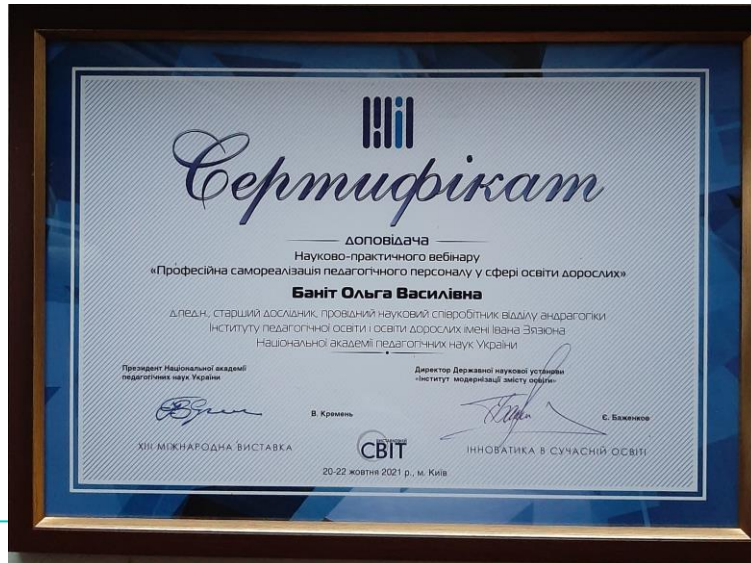 Сертифікат
доповідача
Науково-практичного вебінару
«Професійна самореалізація педагогічного персоналу у сфері освіти дорослих»
Баніт Ольга Василівна
д.пед.н., старший дослідник, провідний науковий співробітник відділу андрагогіки
Інституту педагогічної освіти і освіти дорослих імені Івана Зязюна
Національної академії педагогічних наук України
Президент Національної академії
педагогічних наук України
В. Кремень
Директор Державної наукової установи
«Інститут модернізації змісту освіти»
Є. Баженков
XIII МІЖНАРОДНА ВИСТАВКА
ВИСТАВКОВИЙ
СВІТ
ІННОВАТИКА В СУЧАСНІЙ ОСВІТІ
20-22 жовтня 2021 р., м. Київ